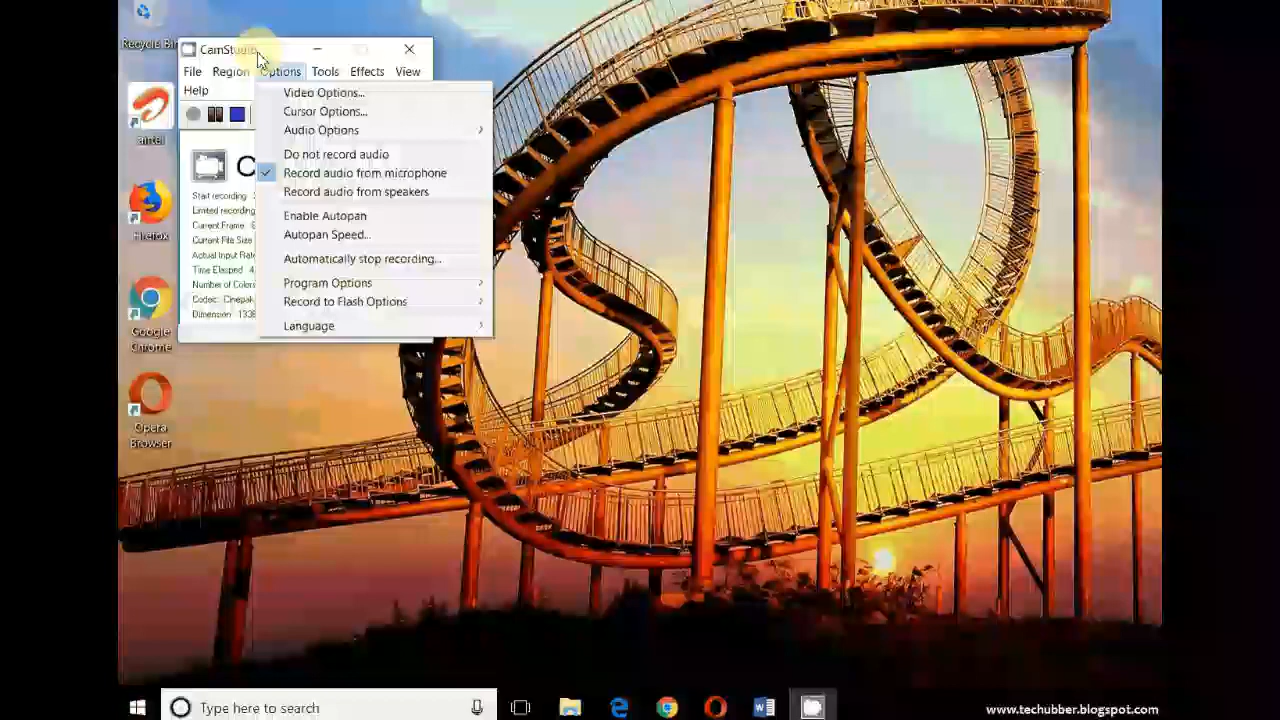 Recycle Bin
airtel
Firefox
Google
Chrome
Opera
Browser
CamStudio
File Region Options Tools Effects View
Help
C
Start recording
Limited recording
Current Frame
Current File Size
Actual Input Rate
Time Elapsed
Number of Colors
Codec: Cinepak
Dimension 1338
Video Options...
Cursor Options...
Audio Options
Do not record audio
Record audio from microphone
Record audio from speakers
Enable Autopan
Autopan Speed...
Automatically stop recording...
Program Options
Record to Flash Options
Language
Type here to search
www.techubber.blogspot.com